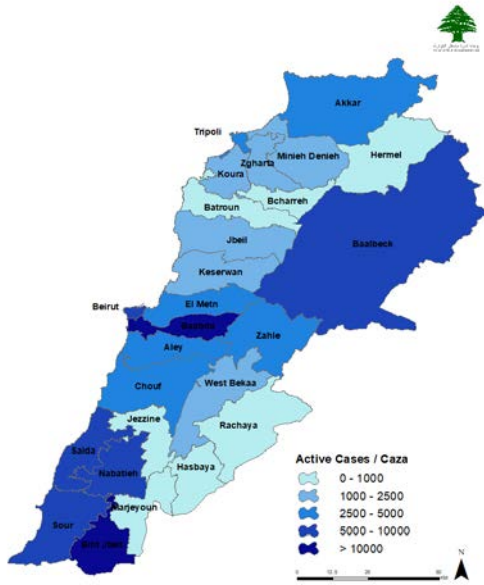 Akkar
Tripoli
Zgharta
Minieh Denieh
Hermel
Koura
Bcharreh
Batroun
Jbeil
Baalbeck
Keserwan
Beirut
El Metn
Baabda
Zahle
Aley
Chouf
West Bekaa
Jezzine
Rachaya
Saida
Nabatieh
Hasbaya
Marjeyoun
Sour
Bint Jbeil
Active Cases / Caza
0 - 1000
1000 - 2500
2500 - 5000
5000 - 10000
> 10000
N